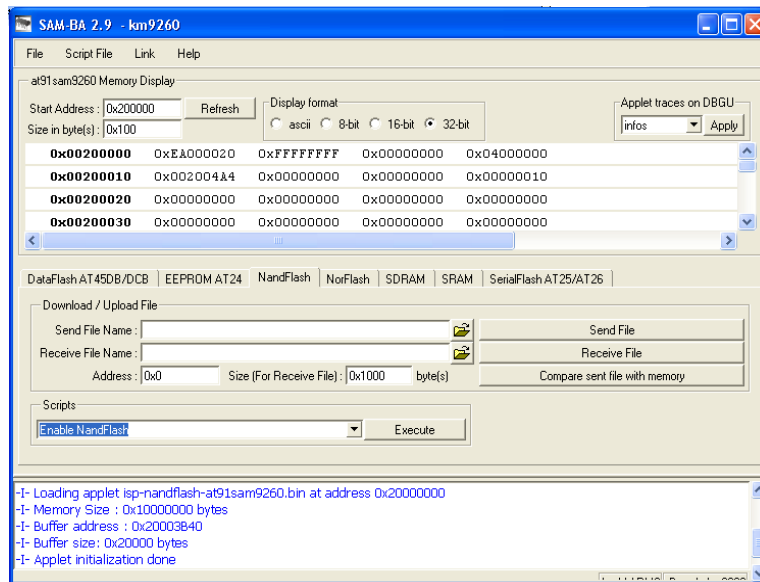 SAM-BA 2.9 - km9260
File Script File Link Help
at91sam9260 Memory Display
Start Address : 0x200000 Refresh
Size in byte(s) : 0x100
Display format
ascii 8-bit 16-bit 32-bit
Applet traces on DBGU
infos Apply
0x00200000 0xEA000020 0xFFFFFFFF 0x00000000 0x04000000
0x00200010 0x002004A4 0x00000000 0x00000000 0x00000010
0x00200020 0x00000000 0x00000000 0x00000000 0x00000000
0x00200030 0x00000000 0x00000000 0x00000000 0x00000000
DataFlash AT45DB/DCB EEPROM AT24 NandFlash NorFlash SDRAM SRAM SerialFlash AT25/AT26
Download / Upload File
Send File Name : Send File
Receive File Name : Receive File
Address : 0x0 Size (For Receive File) : 0x1000 byte(s) Compare sent file with memory
Scripts
Enable NandFlash Execute
-I- Loading applet isp-nandflash-at91sam9260.bin at address 0x20000000
-I- Memory Size : 0x10000000 bytes
-I- Buffer address : 0x20003B40
-I- Buffer size: 0x20000 bytes
-I- Applet initialization done